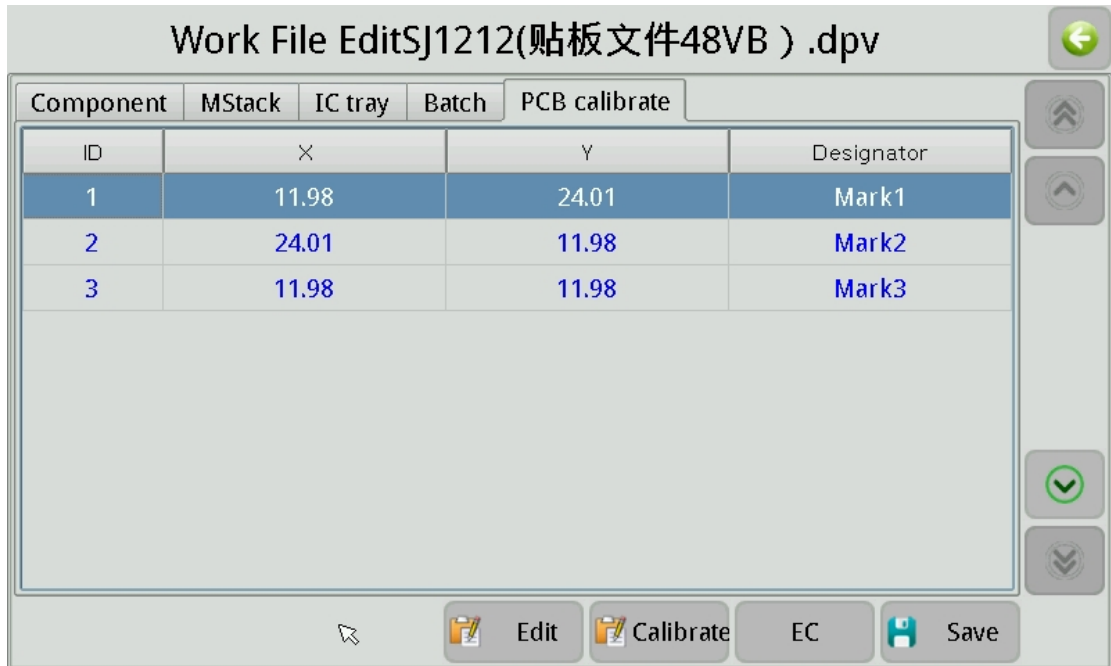 Work File EditSJ1212(贴板文件48VB ) .dpv
Component MStack IC tray Batch PCB calibrate
ID X Y Designator
1 11.98 24.01 Mark1
2 24.01 11.98 Mark2
3 11.98 11.98 Mark3
Edit Calibrate EC Save